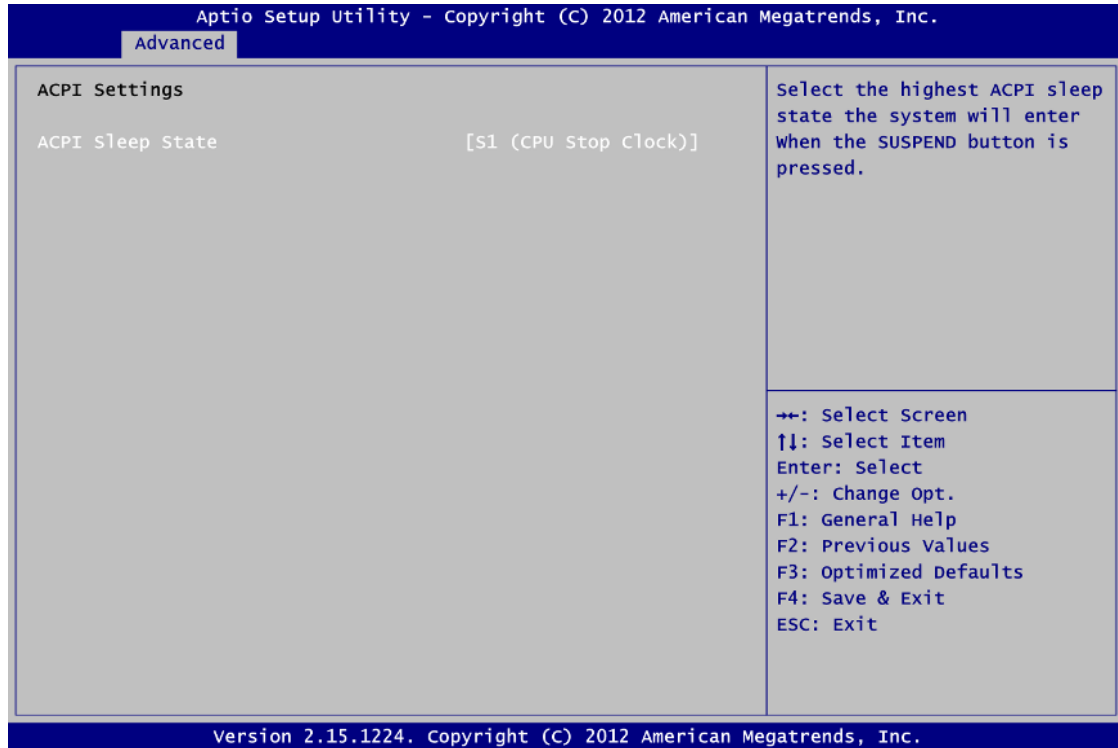 Aptio Setup Utility - Copyright (C) 2012 American Megatrends, Inc.
Advanced
ACPI Settings
ACPI Sleep State [S1 (CPU Stop Clock)]
Select the highest ACPI sleep
state the system will enter
When the SUSPEND button is
pressed.
→←: Select Screen
↑↓: Select Item
Enter: Select
+/-: Change Opt.
F1: General Help
F2: Previous Values
F3: Optimized Defaults
F4: Save & Exit
ESC: Exit
Version 2.15.1224. Copyright (C) 2012 American Megatrends, Inc.